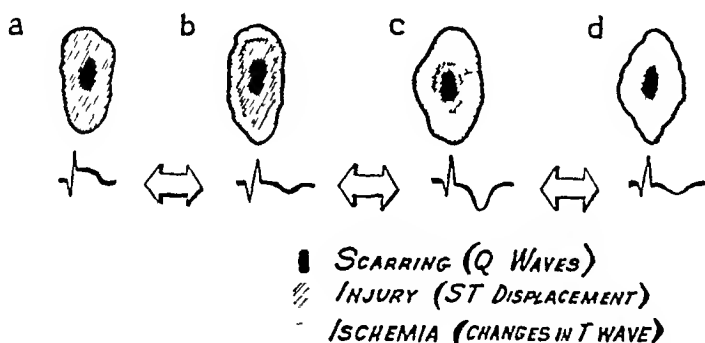 a b c d
SCARRING (Q WAVES)
INJURY (ST DISPLACEMENT)
ISCHEMIA (CHANGES IN T WAVE)